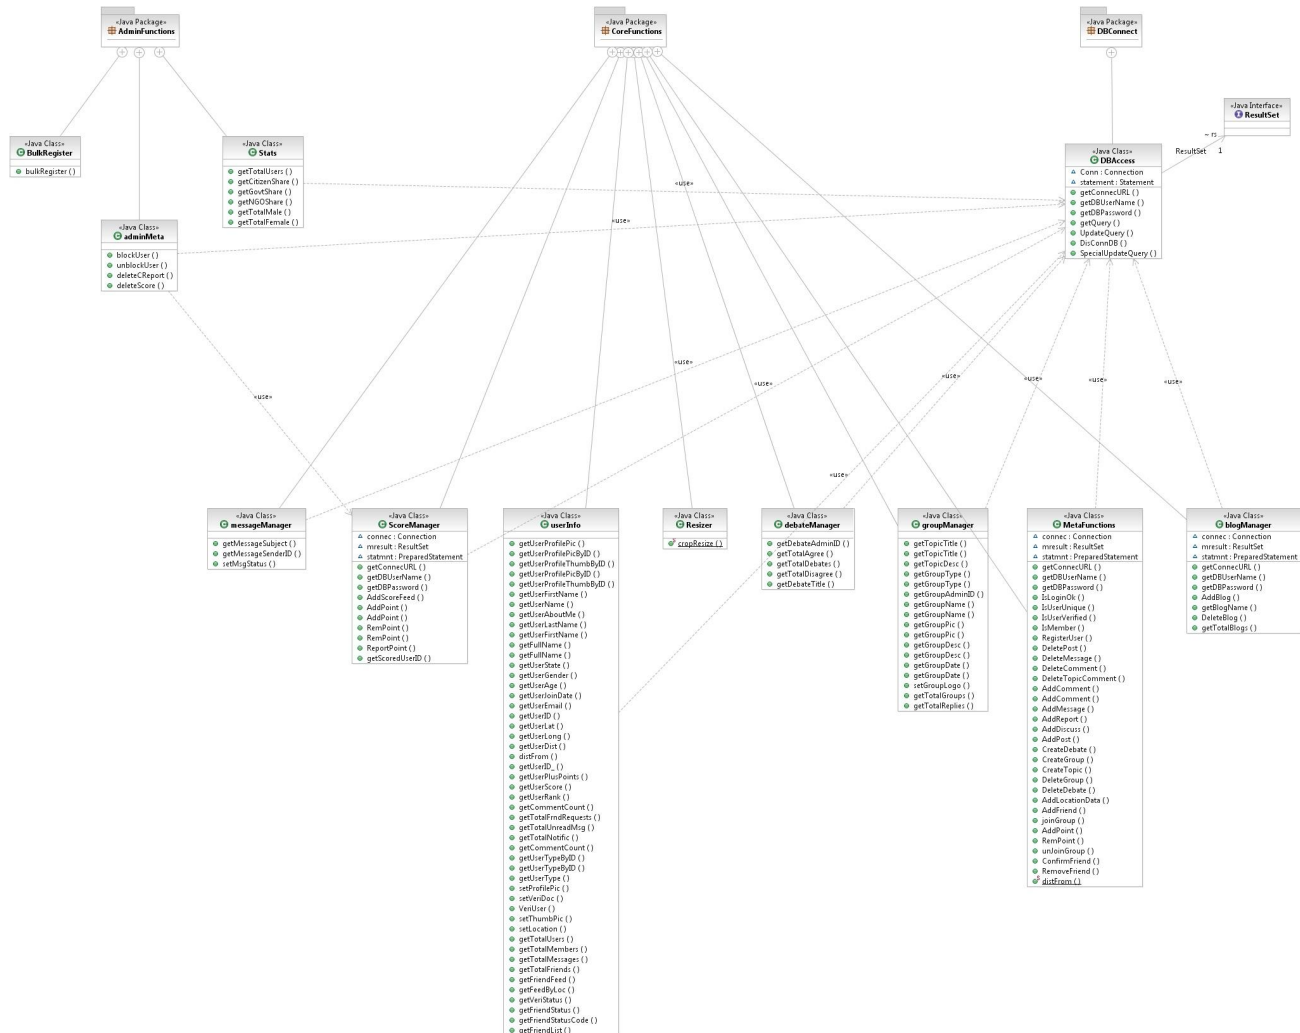 «Java Package»
AdminFunctions
«Java Package»
CoreFunctions
«Java Package»
DBConnect
«Java Interface»
ResultSet
~ rs
ResultSet 1
«Java Class»
BulkRegister
bulkRegister ( )
«Java Class»
Stats
getTotalUsers ( )
getCitizenShare ( )
getGovtShare ( )
getNGOShare ( )
getTotalMale ( )
getTotalFemale ( )
«Java Class»
DBAccess
Conn : Connection
statement : Statement
getConnecURL ( )
getDBUserName ( )
getDBPassword ( )
getQuery ( )
UpdateQuery ( )
DisConnDB ( )
SpecialUpdateQuery ( )
«Java Class»
adminMeta
blockUser ( )
unblockUser ( )
deleteCReport ( )
deleteScore ( )
«use»
«use»
«use»
«use»
«use»
«use»
«use»
«use»
«use»
«use»
«Java Class»
messageManager
getMessageSubject ( )
getMessageSenderID ( )
setMsgStatus ( )
«Java Class»
ScoreManager
connec : Connection
mresult : ResultSet
statmnt : PreparedStatement
getConnecURL ( )
getDBUserName ( )
getDBPassword ( )
AddScoreFeed ( )
AddPoint ( )
AddPoint ( )
RemPoint ( )
RemPoint ( )
ReportPoint ( )
getScoredUserID ( )
«Java Class»
userInfo
getUserProfilePic ( )
getUserProfilePicByID ( )
getUserProfileThumbByID ( )
getUserProfilePicByID ( )
getUserProfileThumbByID ( )
getUserFirstName ( )
getUserName ( )
getUserAboutMe ( )
getUserLastName ( )
getUserFirstName ( )
getFullName ( )
getFullName ( )
getUserState ( )
getUserGender ( )
getUserAge ( )
getUserJoinDate ( )
getUserEmail ( )
getUserID ( )
getUserLat ( )
getUserLong ( )
getUserDist ( )
distFrom ( )
getUserID_ ( )
getUserPlusPoints ( )
getUserScore ( )
getUserRank ( )
getCommentCount ( )
getTotalFrndRequests ( )
getTotalUnreadMsg ( )
getTotalNotific ( )
getCommentCount ( )
getUserTypeByID ( )
getUserTypeByID ( )
getUserType ( )
setProfilePic ( )
setVeriDoc ( )
VeriUser ( )
setThumbPic ( )
setLocation ( )
getTotalUsers ( )
getTotalMembers ( )
getTotalMessages ( )
getTotalFriends ( )
getFriendFeed ( )
getFeedByLoc ( )
getVeriStatus ( )
getFriendStatus ( )
getFriendStatusCode ( )
getFriendList ( )
«Java Class»
Resizer
cropResize ( )
«Java Class»
debateManager
getDebateAdminID ( )
getTotalAgree ( )
getTotalDebates ( )
getTotalDisagree ( )
getDebateTitle ( )
«Java Class»
groupManager
getTopicTitle ( )
getTopicTitle ( )
getTopicDesc ( )
getGroupType ( )
getGroupType ( )
getGroupAdminID ( )
getGroupName ( )
getGroupName ( )
getGroupPic ( )
getGroupPic ( )
getGroupDesc ( )
getGroupDesc ( )
getGroupDate ( )
getGroupDate ( )
setGroupLogo ( )
getTotalGroups ( )
getTotalReplies ( )
«Java Class»
MetaFunctions
connec : Connection
mresult : ResultSet
statmnt : PreparedStatement
getConnecURL ( )
getDBUserName ( )
getDBPassword ( )
IsLoginOk ( )
IsUserUnique ( )
IsUserVerified ( )
IsMember ( )
RegisterUser ( )
DeletePost ( )
DeleteMessage ( )
DeleteComment ( )
DeleteTopicComment ( )
AddComment ( )
AddComment ( )
AddMessage ( )
AddReport ( )
AddDiscuss ( )
AddPost ( )
CreateDebate ( )
CreateGroup ( )
CreateTopic ( )
DeleteGroup ( )
DeleteDebate ( )
AddLocationData ( )
AddFriend ( )
joinGroup ( )
AddPoint ( )
RemPoint ( )
unJoinGroup ( )
ConfirmFriend ( )
RemoveFriend ( )
distFrom ( )
«Java Class»
blogManager
connec : Connection
mresult : ResultSet
statmnt : PreparedStatement
getConnecURL ( )
getDBUserName ( )
getDBPassword ( )
AddBlog ( )
getBlogName ( )
DeleteBlog ( )
getTotalBlogs ( )